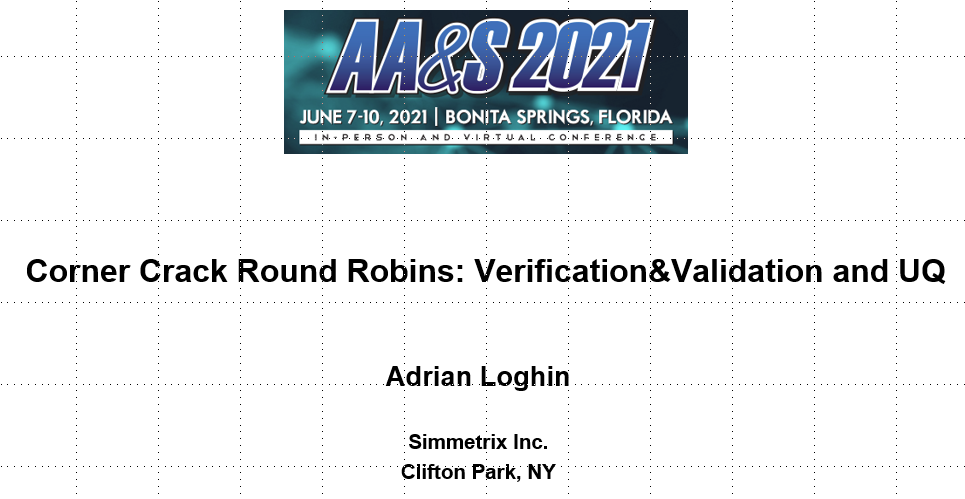 AA&S 2021
JUNE 7-10, 2021 | BONITA SPRINGS, FLORIDA
IN-PERSON AND VIRTUAL CONFERENCE
Corner Crack Round Robins: Verification&Validation and UQ
Adrian Loghin
Simmetrix Inc.
Clifton Park, NY